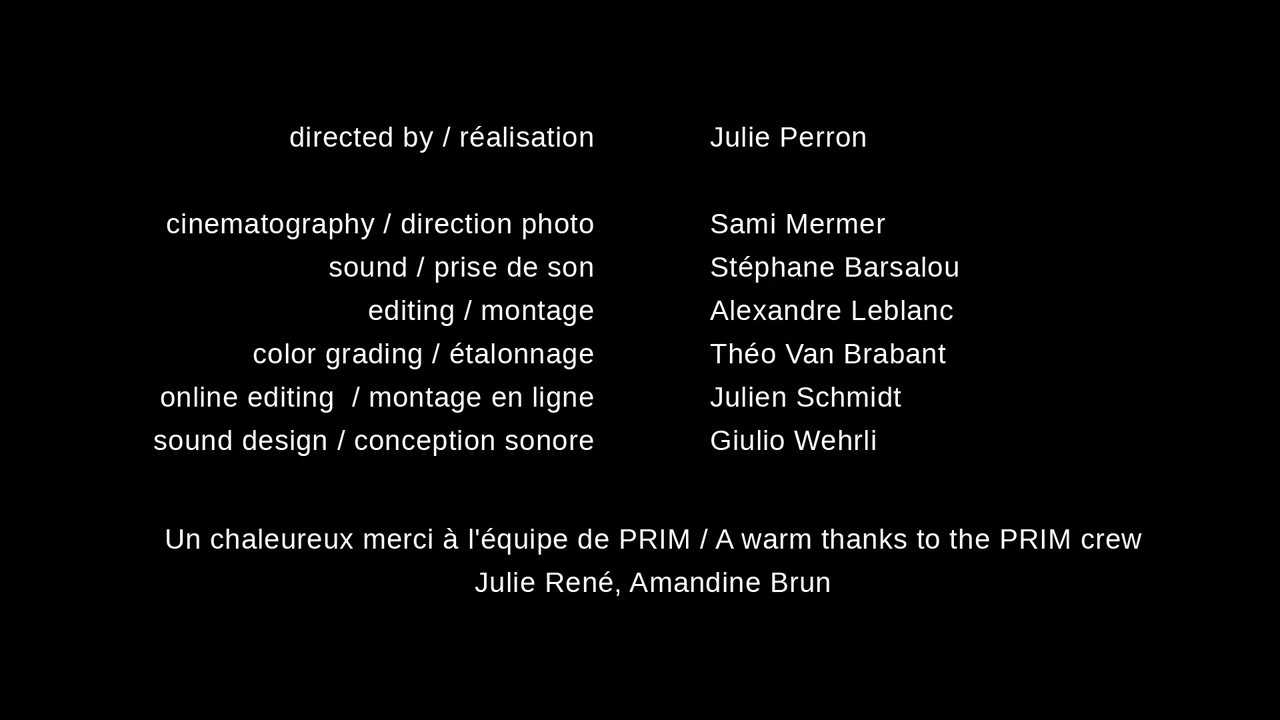 directed by / réalisation Julie Perron
cinematography / direction photo Sami Mermer
sound / prise de son Stéphane Barsalou
editing / montage Alexandre Leblanc
color grading / étalonnage Théo Van Brabant
online editing  / montage en ligne Julien Schmidt
sound design / conception sonore Giulio Wehrli
Un chaleureux merci à l'équipe de PRIM / A warm thanks to the PRIM crew
Julie René, Amandine Brun